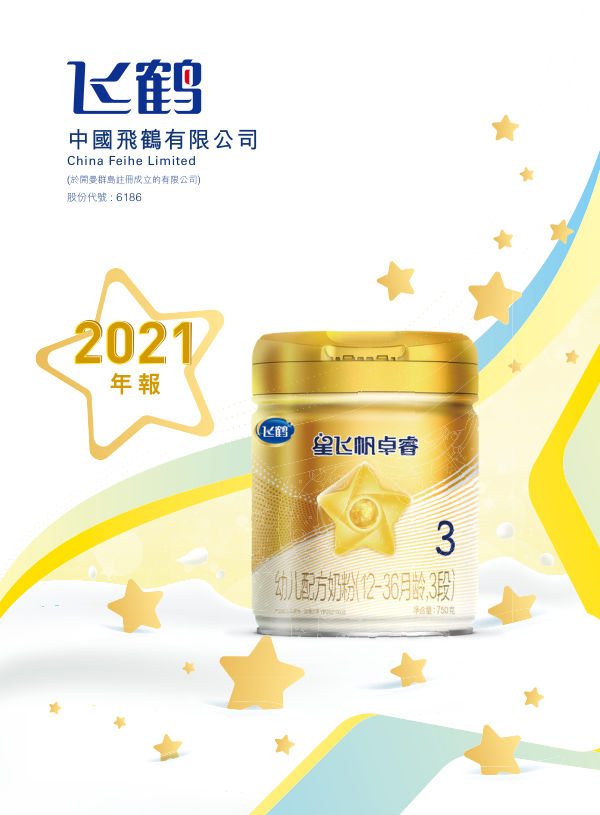 飞鹤
中國飛鶴有限公司
China Feihe Limited
(於開曼群島註冊成立的有限公司)
股份代號 : 6186
2021
年報
飞鹤
星飞帆卓睿
3
幼儿配方奶粉(12-36月龄,3段)
净含量: 750克